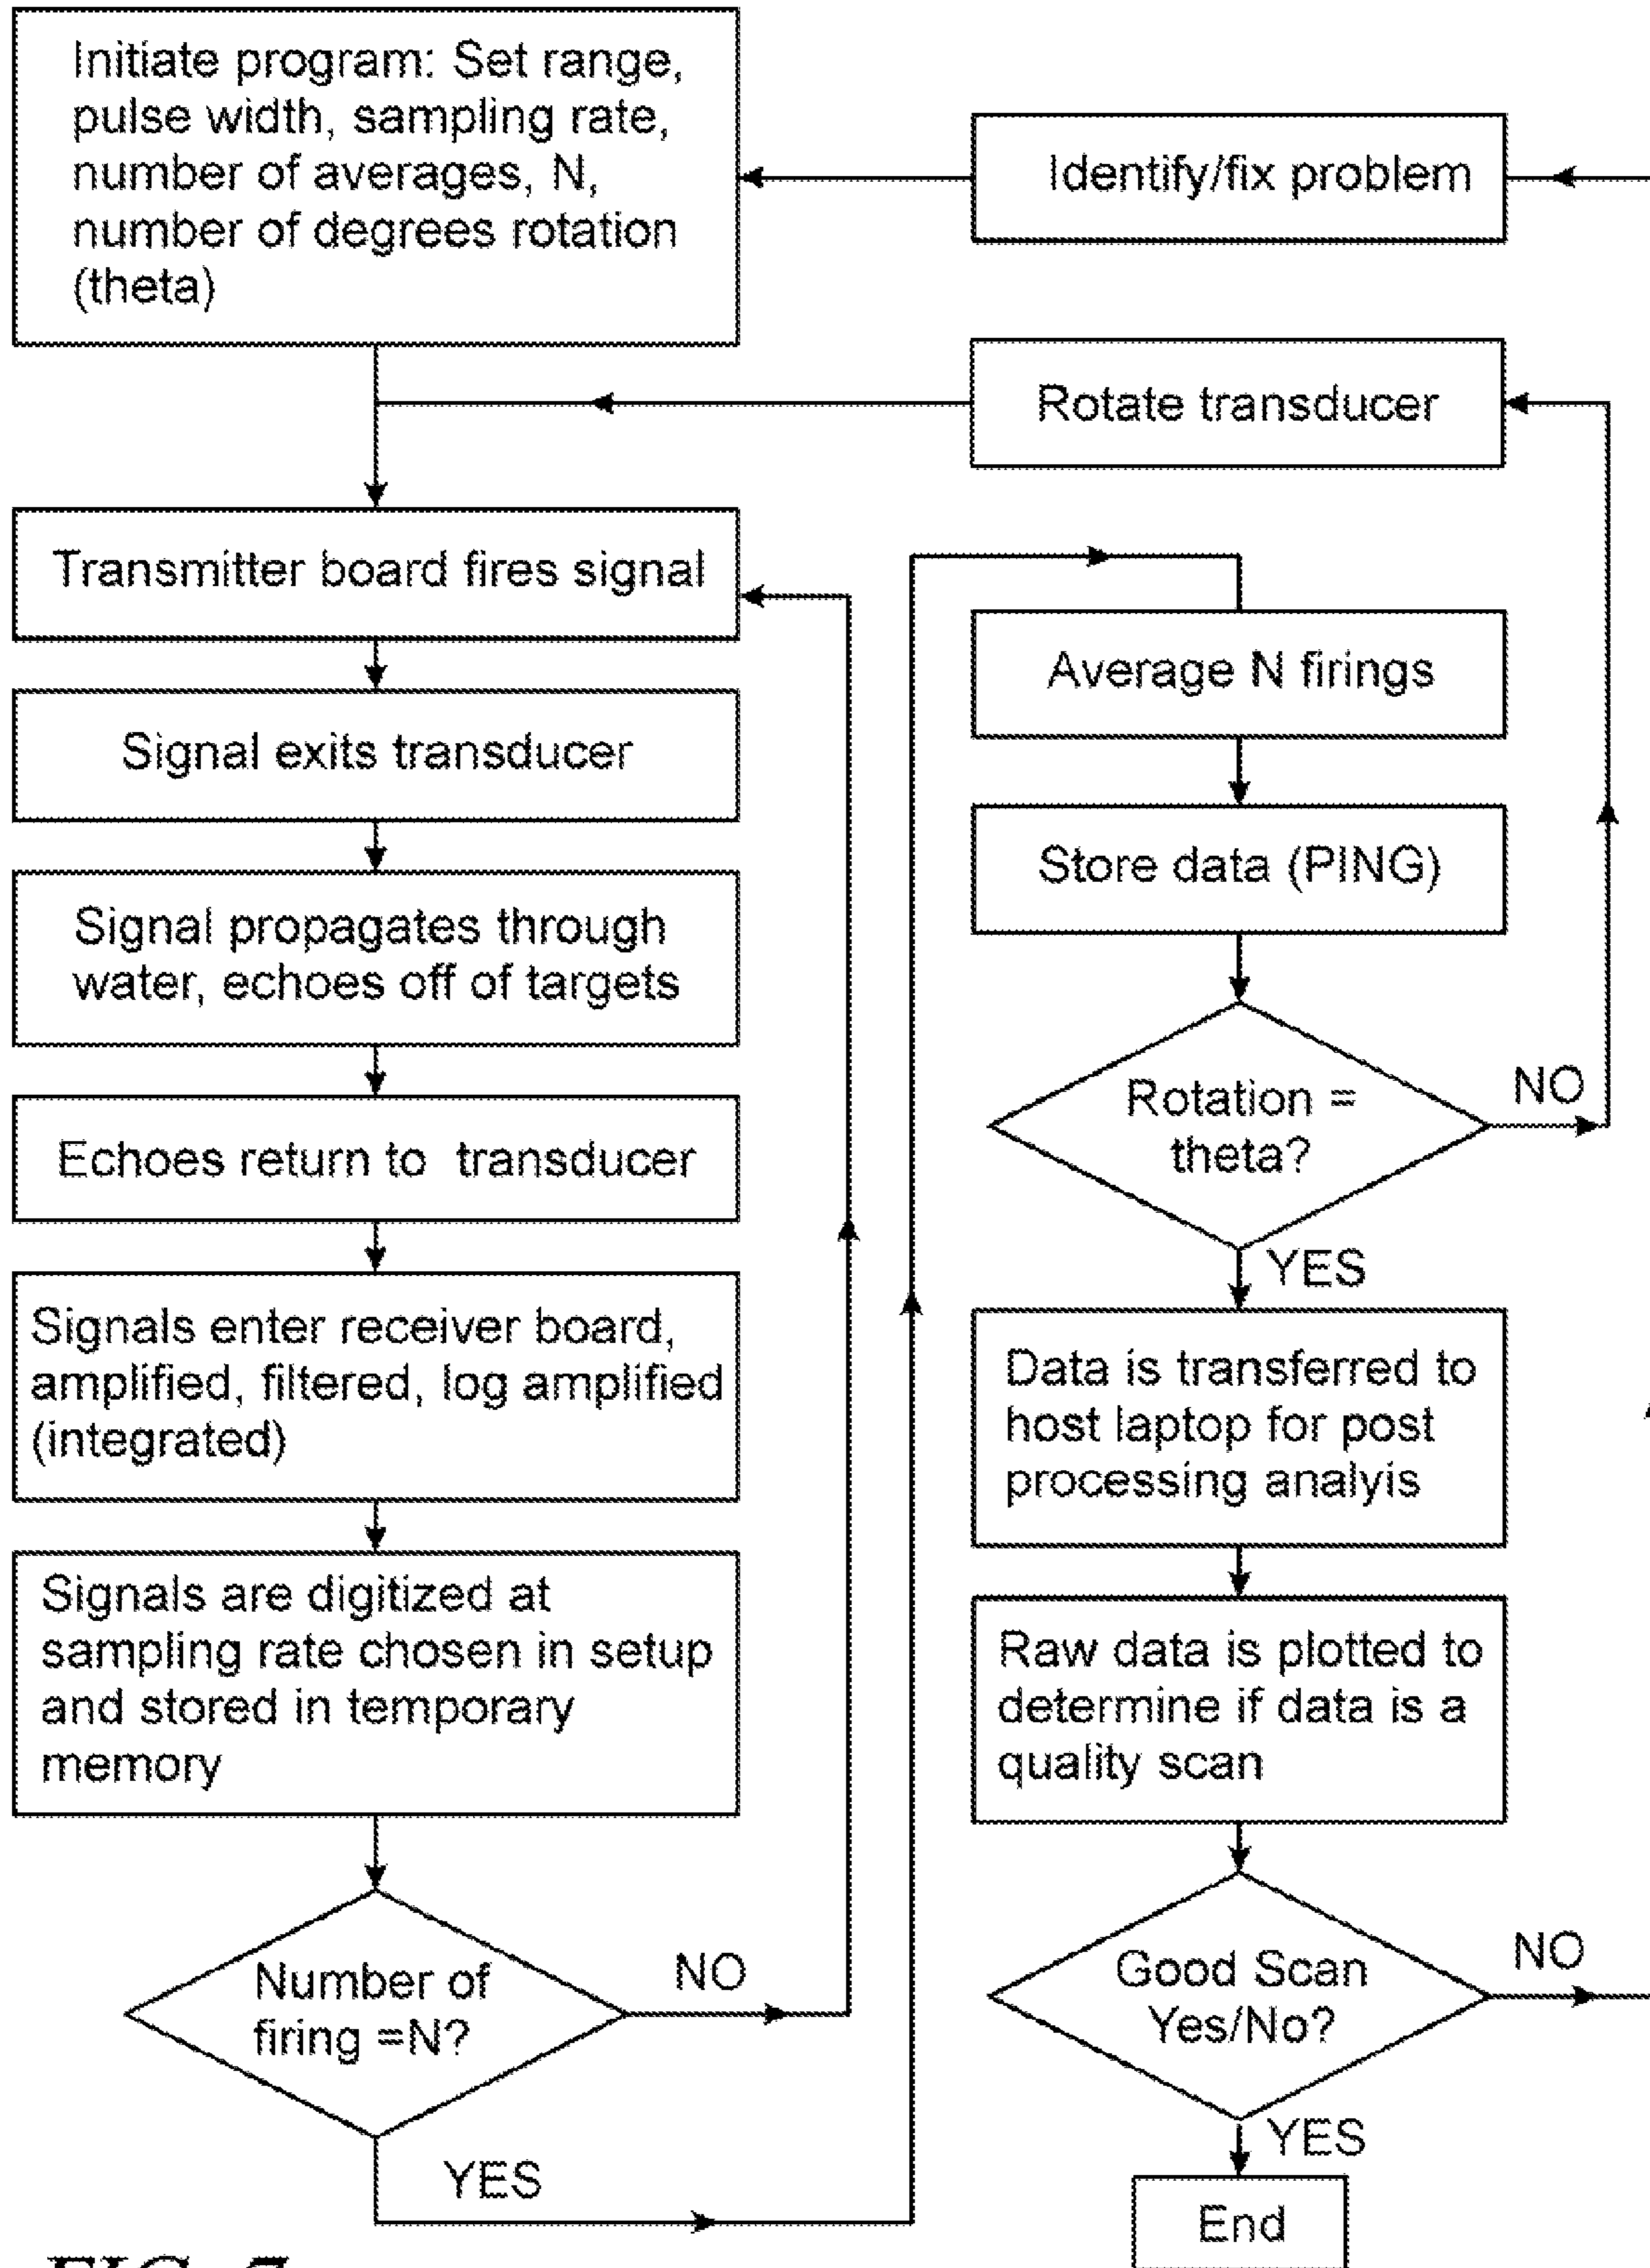 Initiate program: Set range,
pulse width, sampling rate,
number of averages, N,
number of degrees rotation
(theta)
Identify/fix problem
Rotate transducer
Transmitter board fires signal
Signal exits transducer
Signal propagates through
water, echoes off of targets
Echoes return to transducer
Signals enter receiver board,
amplified, filtered, log amplified
(integrated)
Signals are digitized at
sampling rate chosen in setup
and stored in temporary
memory
Number of
firing =N?
NO
YES
Average N firings
Store data (PING)
Rotation =
theta?
NO
YES
Data is transferred to
host laptop for post
processing analyis
Raw data is plotted to
determine if data is a
quality scan
Good Scan
Yes/No?
NO
YES
End